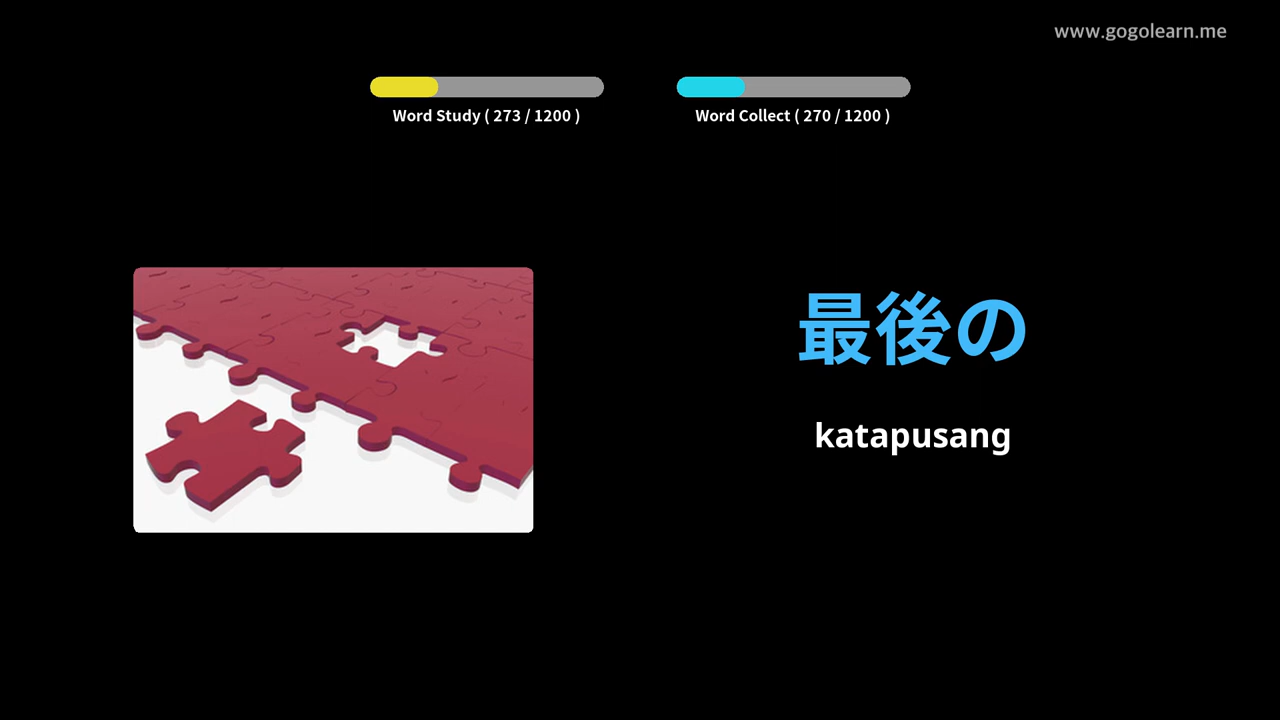 www.gogolearn.me
Word Study ( 273 / 1200 )
Word Collect ( 270 / 1200 )
最後の
katapusang